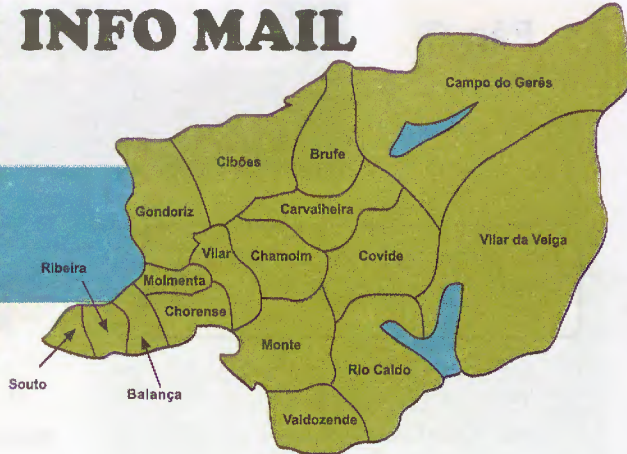 INFO MAIL
Campo do Gerês
Cibões
Brufe
Gondoriz
Carvalheira
Vilar da Veiga
Vilar
Chamoim
Covide
Ribeira
Moimenta
Chorense
Monte
Rio Caldo
Souto
Balança
Valdozende